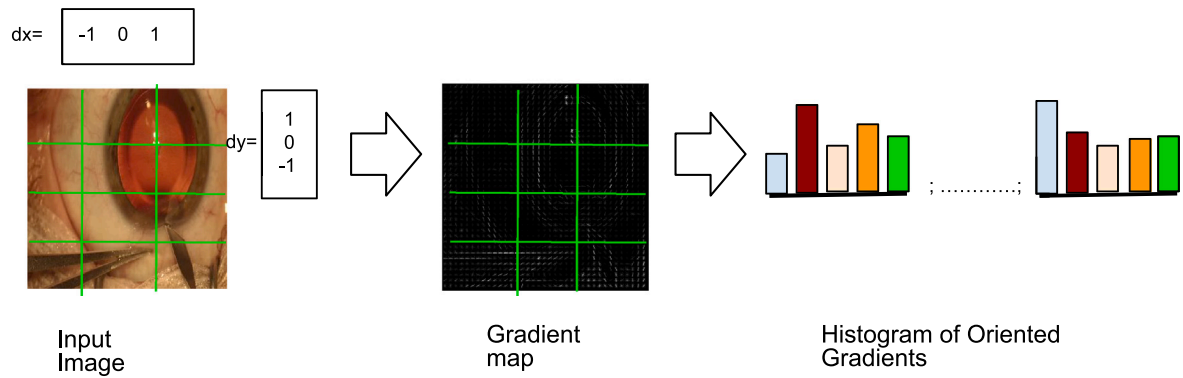 dx= -1 0 1
dy=
1
0
-1
; ............;
Input
Image
Gradient
map
Histogram of Oriented
Gradients